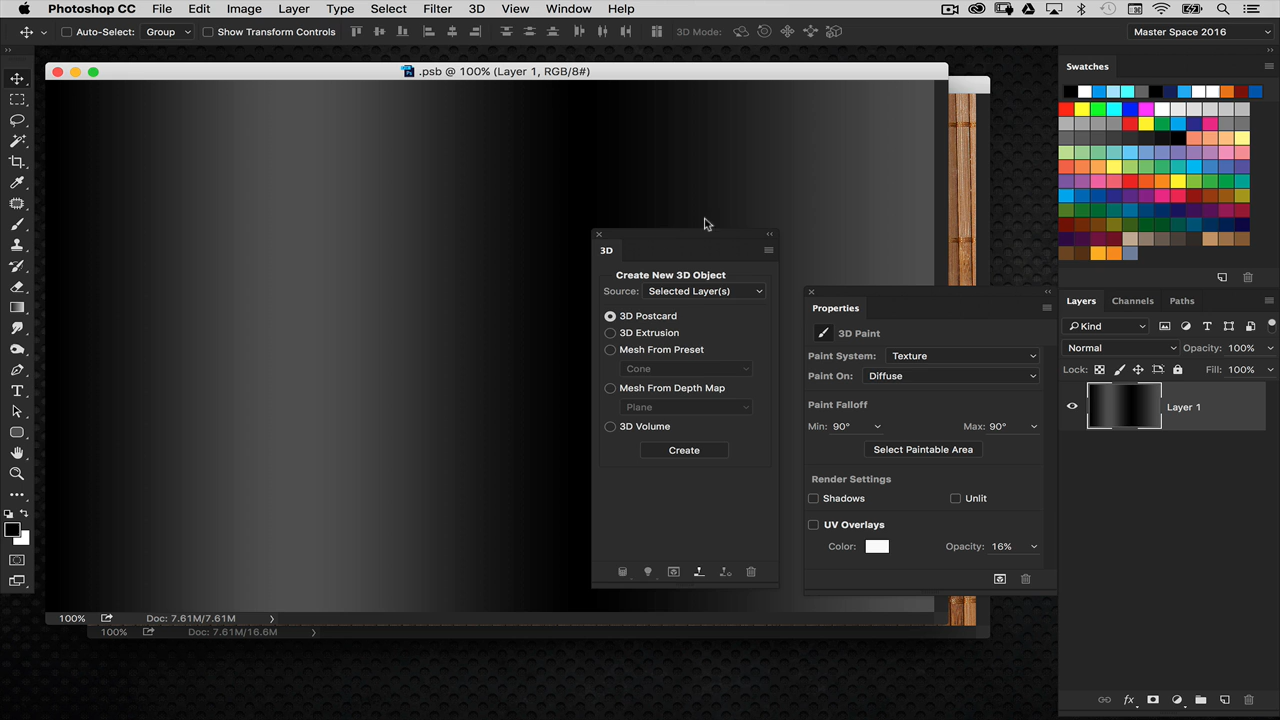 Photoshop CC File Edit Image Layer Type Select Filter 3D View Window Help
Auto-Select: Group Show Transform Controls 3D Mode: Master Space 2016
.psb @ 100% (Layer 1, RGB/8#)
Swatches
3D
Create New 3D Object
Source: Selected Layer(s)
3D Postcard
3D Extrusion
Mesh From Preset
Cone
Mesh From Depth Map
Plane
3D Volume
Create
Properties
3D Paint
Paint System: Texture
Paint On: Diffuse
Paint Falloff
Min: 90° Max: 90°
Select Paintable Area
Render Settings
Shadows Unlit
UV Overlays
Color: Opacity: 16%
Layers Channels Paths
Kind
Normal Opacity: 100%
Lock: Fill: 100%
Layer 1
fx
100% Doc: 7.61M/7.61M
100% Doc: 7.61M/16.6M